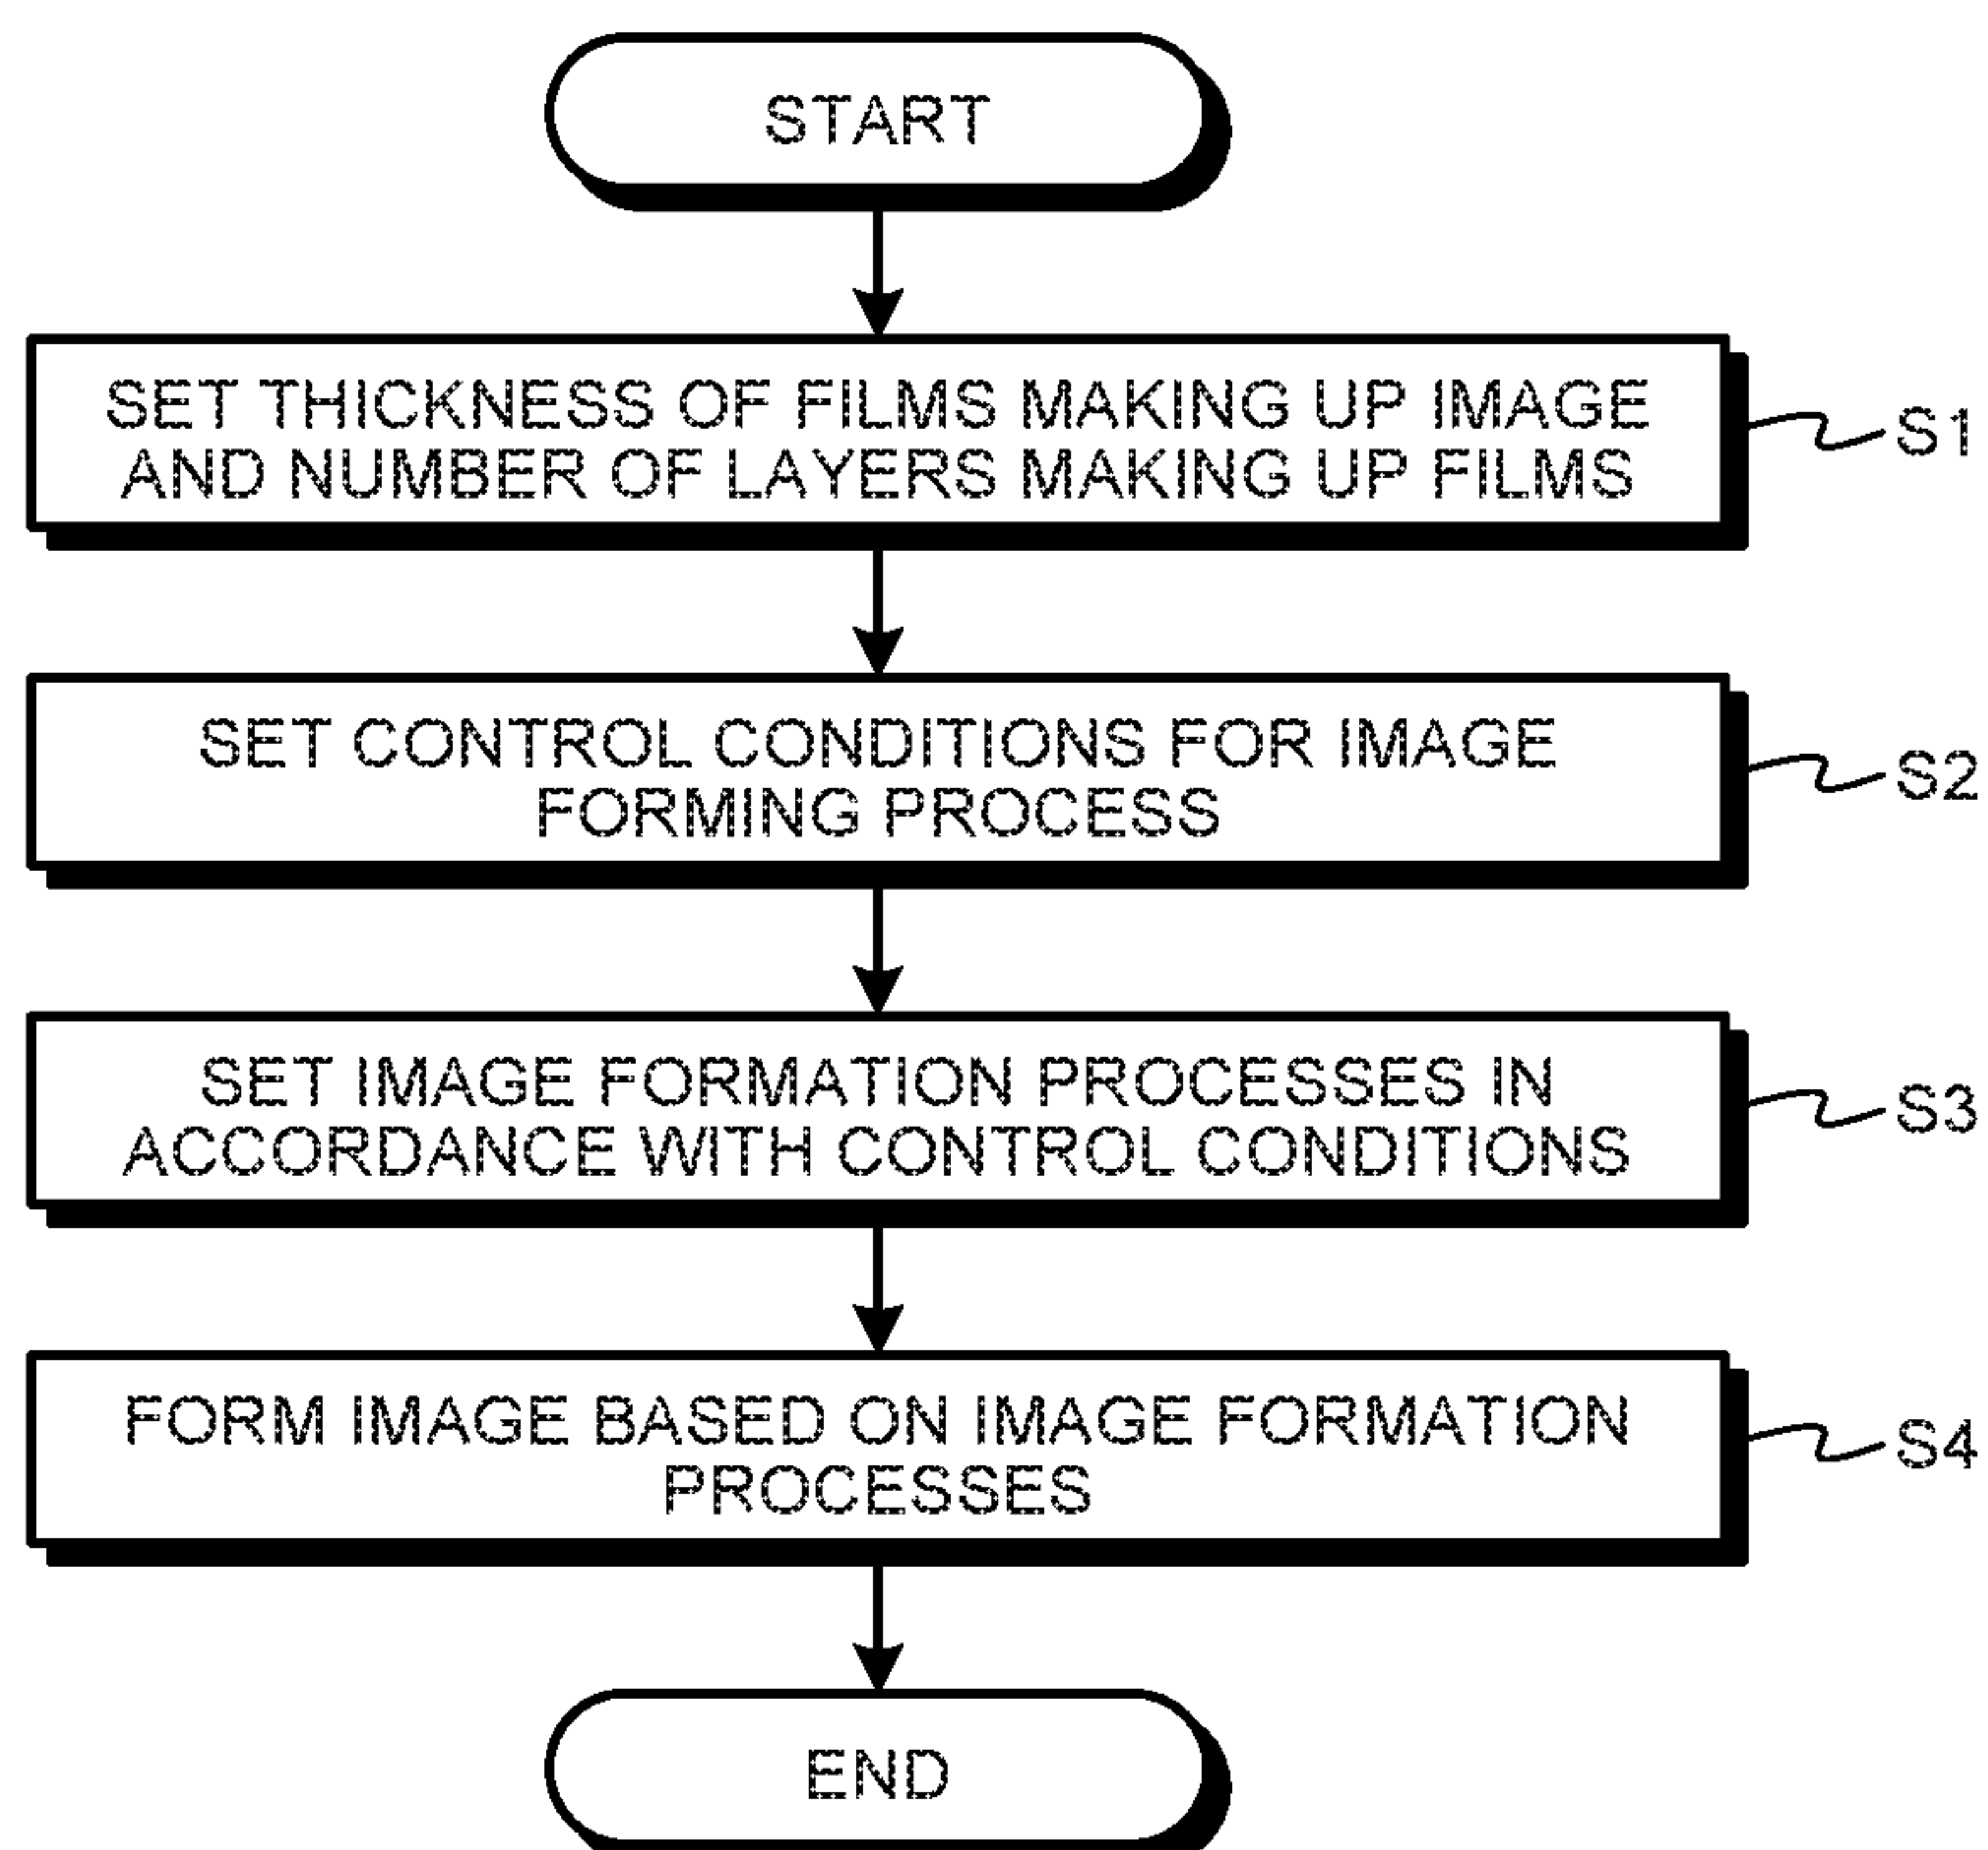 START
SET THICKNESS OF FILMS MAKING UP IMAGE
AND NUMBER OF LAYERS MAKING UP FILMS
S1
SET CONTROL CONDITIONS FOR IMAGE
FORMING PROCESS
S2
SET IMAGE FORMATION PROCESSES IN
ACCORDANCE WITH CONTROL CONDITIONS
S3
FORM IMAGE BASED ON IMAGE FORMATION
PROCESSES
S4
END